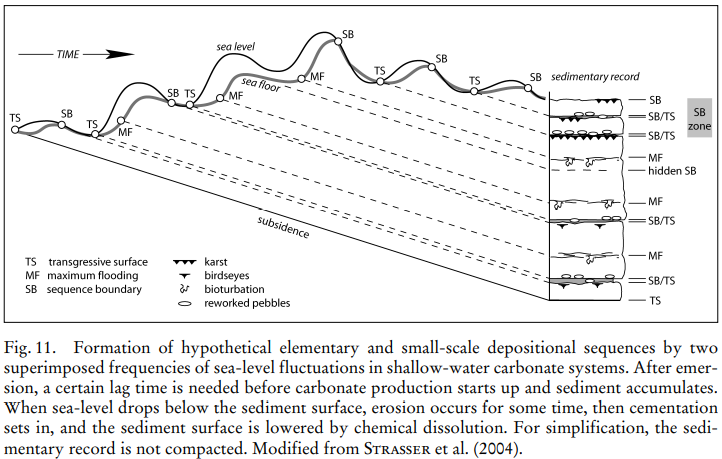 TIME
sea level
sea floor
TS
SB
TS
MF
SB
TS
MF
MF
SB
TS
SB
TS
SB
subsidence
sedimentary record
SB
SB/TS
SB/TS
MF
hidden SB
MF
SB/TS
MF
SB/TS
TS
SB
zone
TS transgressive surface
MF maximum flooding
SB sequence boundary
karst
birdseyes
bioturbation
reworked pebbles
Fig. 11. Formation of hypothetical elementary and small-scale depositional sequences by two
superimposed frequencies of sea-level fluctuations in shallow-water carbonate systems. After emer-
sion, a certain lag time is needed before carbonate production starts up and sediment accumulates.
When sea-level drops below the sediment surface, erosion occurs for some time, then cementation
sets in, and the sediment surface is lowered by chemical dissolution. For simplification, the sedi-
mentary record is not compacted. Modified from STRASSER et al. (2004).